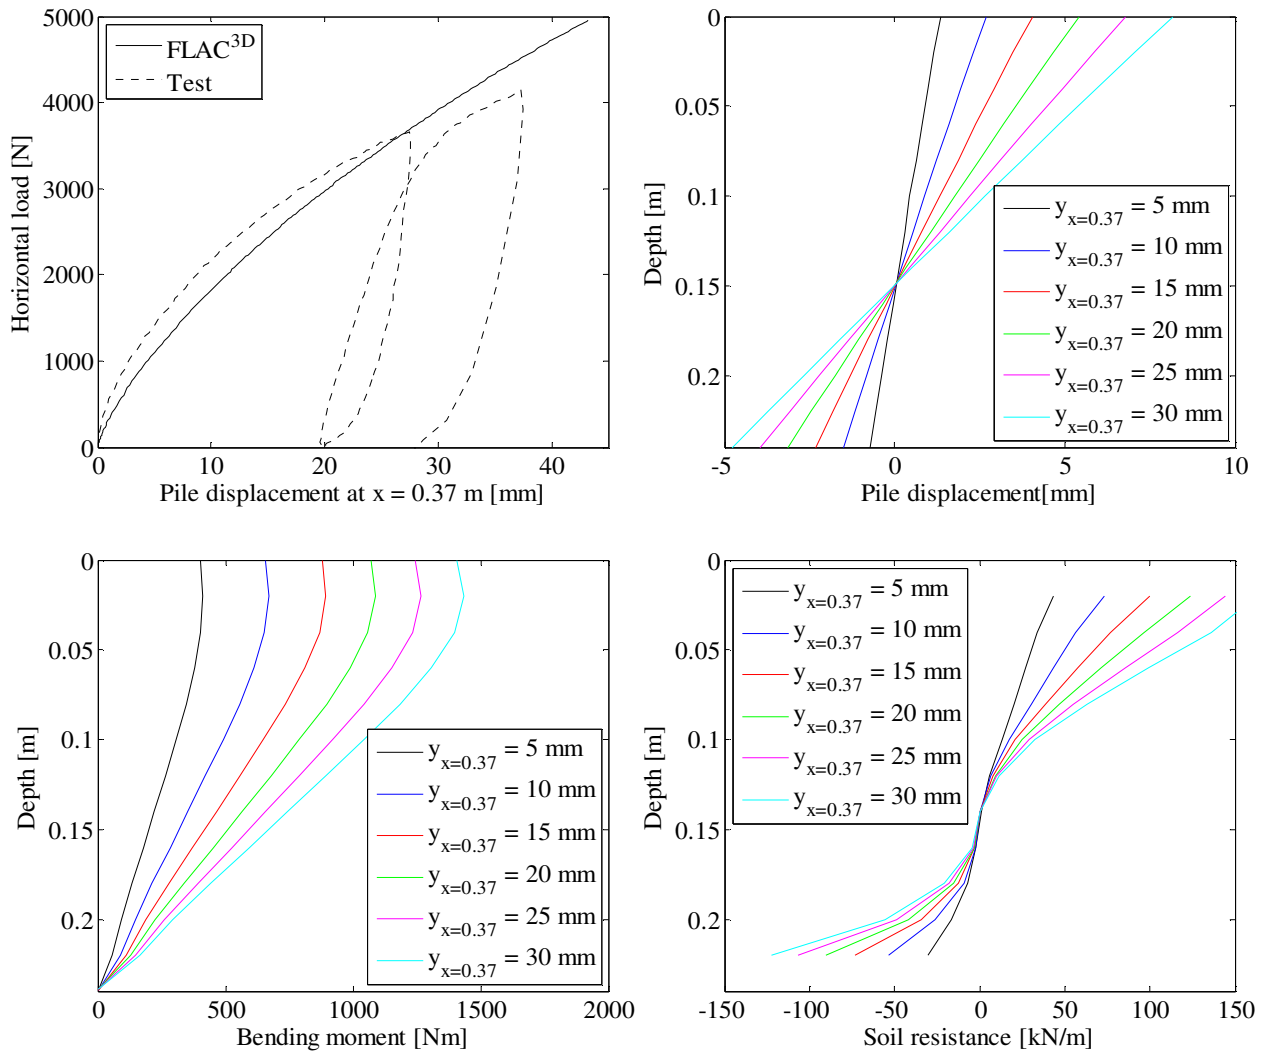 5000
4000
3000
2000
1000
0
Horizontal load [N]
FLAC3D
Test
0 10 20 30 40
Pile displacement at x = 0.37 m [mm]
0
0.05
0.1
0.15
0.2
Depth [m]
yx=0.37 = 5 mm
yx=0.37 = 10 mm
yx=0.37 = 15 mm
yx=0.37 = 20 mm
yx=0.37 = 25 mm
yx=0.37 = 30 mm
-5 0 5 10
Pile displacement[mm]
0
0.05
0.1
0.15
0.2
Depth [m]
yx=0.37 = 5 mm
yx=0.37 = 10 mm
yx=0.37 = 15 mm
yx=0.37 = 20 mm
yx=0.37 = 25 mm
yx=0.37 = 30 mm
0 500 1000 1500 2000
Bending moment [Nm]
0
0.05
0.1
0.15
0.2
Depth [m]
yx=0.37 = 5 mm
yx=0.37 = 10 mm
yx=0.37 = 15 mm
yx=0.37 = 20 mm
yx=0.37 = 25 mm
yx=0.37 = 30 mm
-150 -100 -50 0 50 100 150
Soil resistance [kN/m]